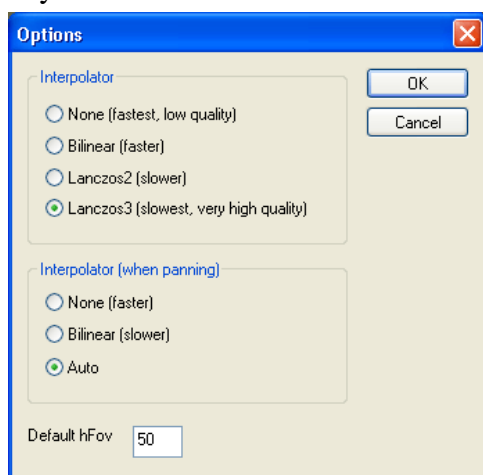 Options
Interpolator
None (fastest, low quality)
Bilinear (faster)
Lanczos2 (slower)
Lanczos3 (slowest, very high quality)
OK
Cancel
Interpolator (when panning)
None (faster)
Bilinear (slower)
Auto
Default hFov 50